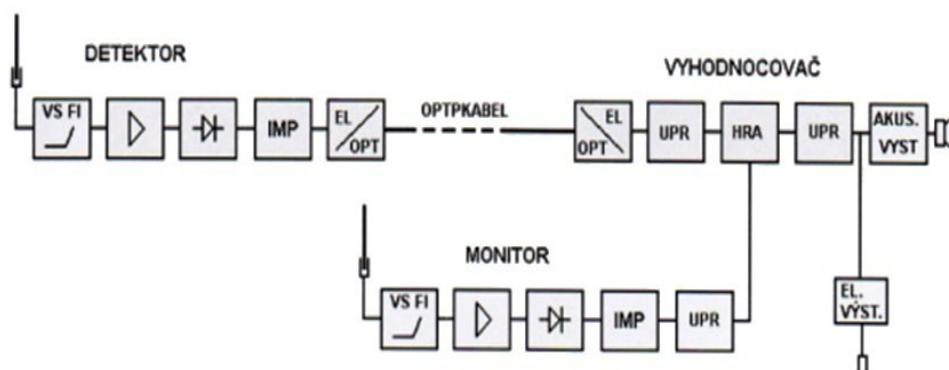 DETEKTOR
VYHODNOCOVAČ
VS FI
IMP
EL
OPT
OPTPKABEL
EL
OPT
UPR
HRA
UPR
AKUS.
VYST
MONITOR
VS FI
IMP
UPR
EL.
VÝST.